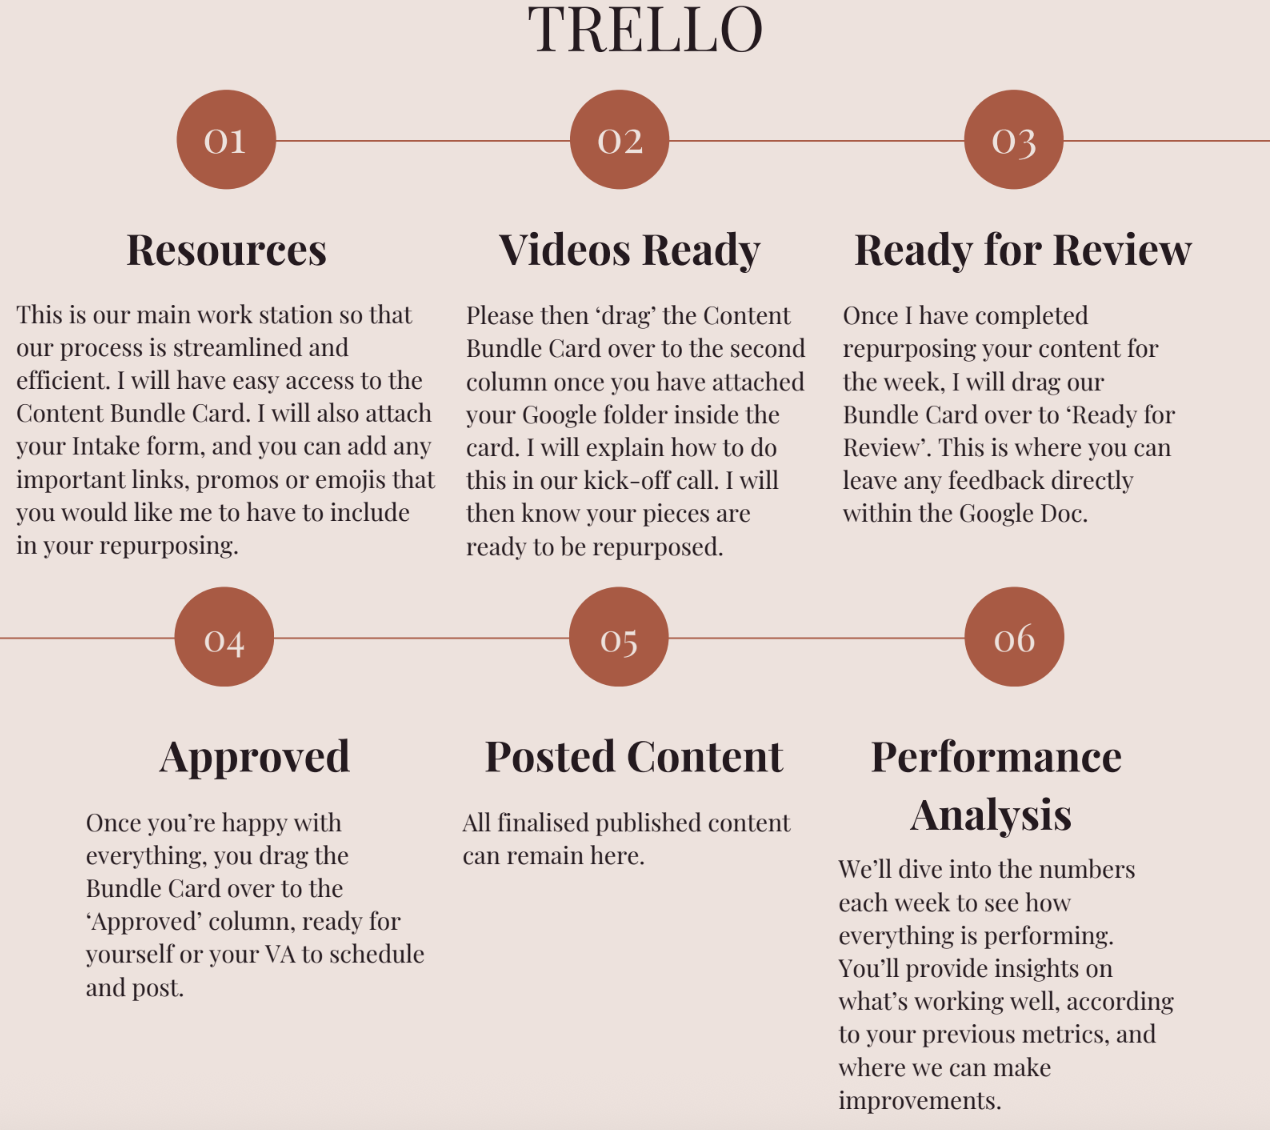 TRELLO
01
02
03
Resources
This is our main work station so that
our process is streamlined and
efficient. I will have easy access to the
Content Bundle Card. I will also attach
your Intake form, and you can add any
important links, promos or emojis that
you would like me to have to include
in your repurposing.
Videos Ready
Please then ‘drag’ the Content
Bundle Card over to the second
column once you have attached
your Google folder inside the
card. I will explain how to do
this in our kick-off call. I will
then know your pieces are
ready to be repurposed.
Ready for Review
Once I have completed
repurposing your content for
the week, I will drag our
Bundle Card over to ‘Ready for
Review’. This is where you can
leave any feedback directly
within the Google Doc.
04
05
06
Approved
Once you’re happy with
everything, you drag the
Bundle Card over to the
‘Approved’ column, ready for
yourself or your VA to schedule
and post.
Posted Content
All finalised published content
can remain here.
Performance
Analysis
We’ll dive into the numbers
each week to see how
everything is performing.
You’ll provide insights on
what’s working well, according
to your previous metrics, and
where we can make
improvements.